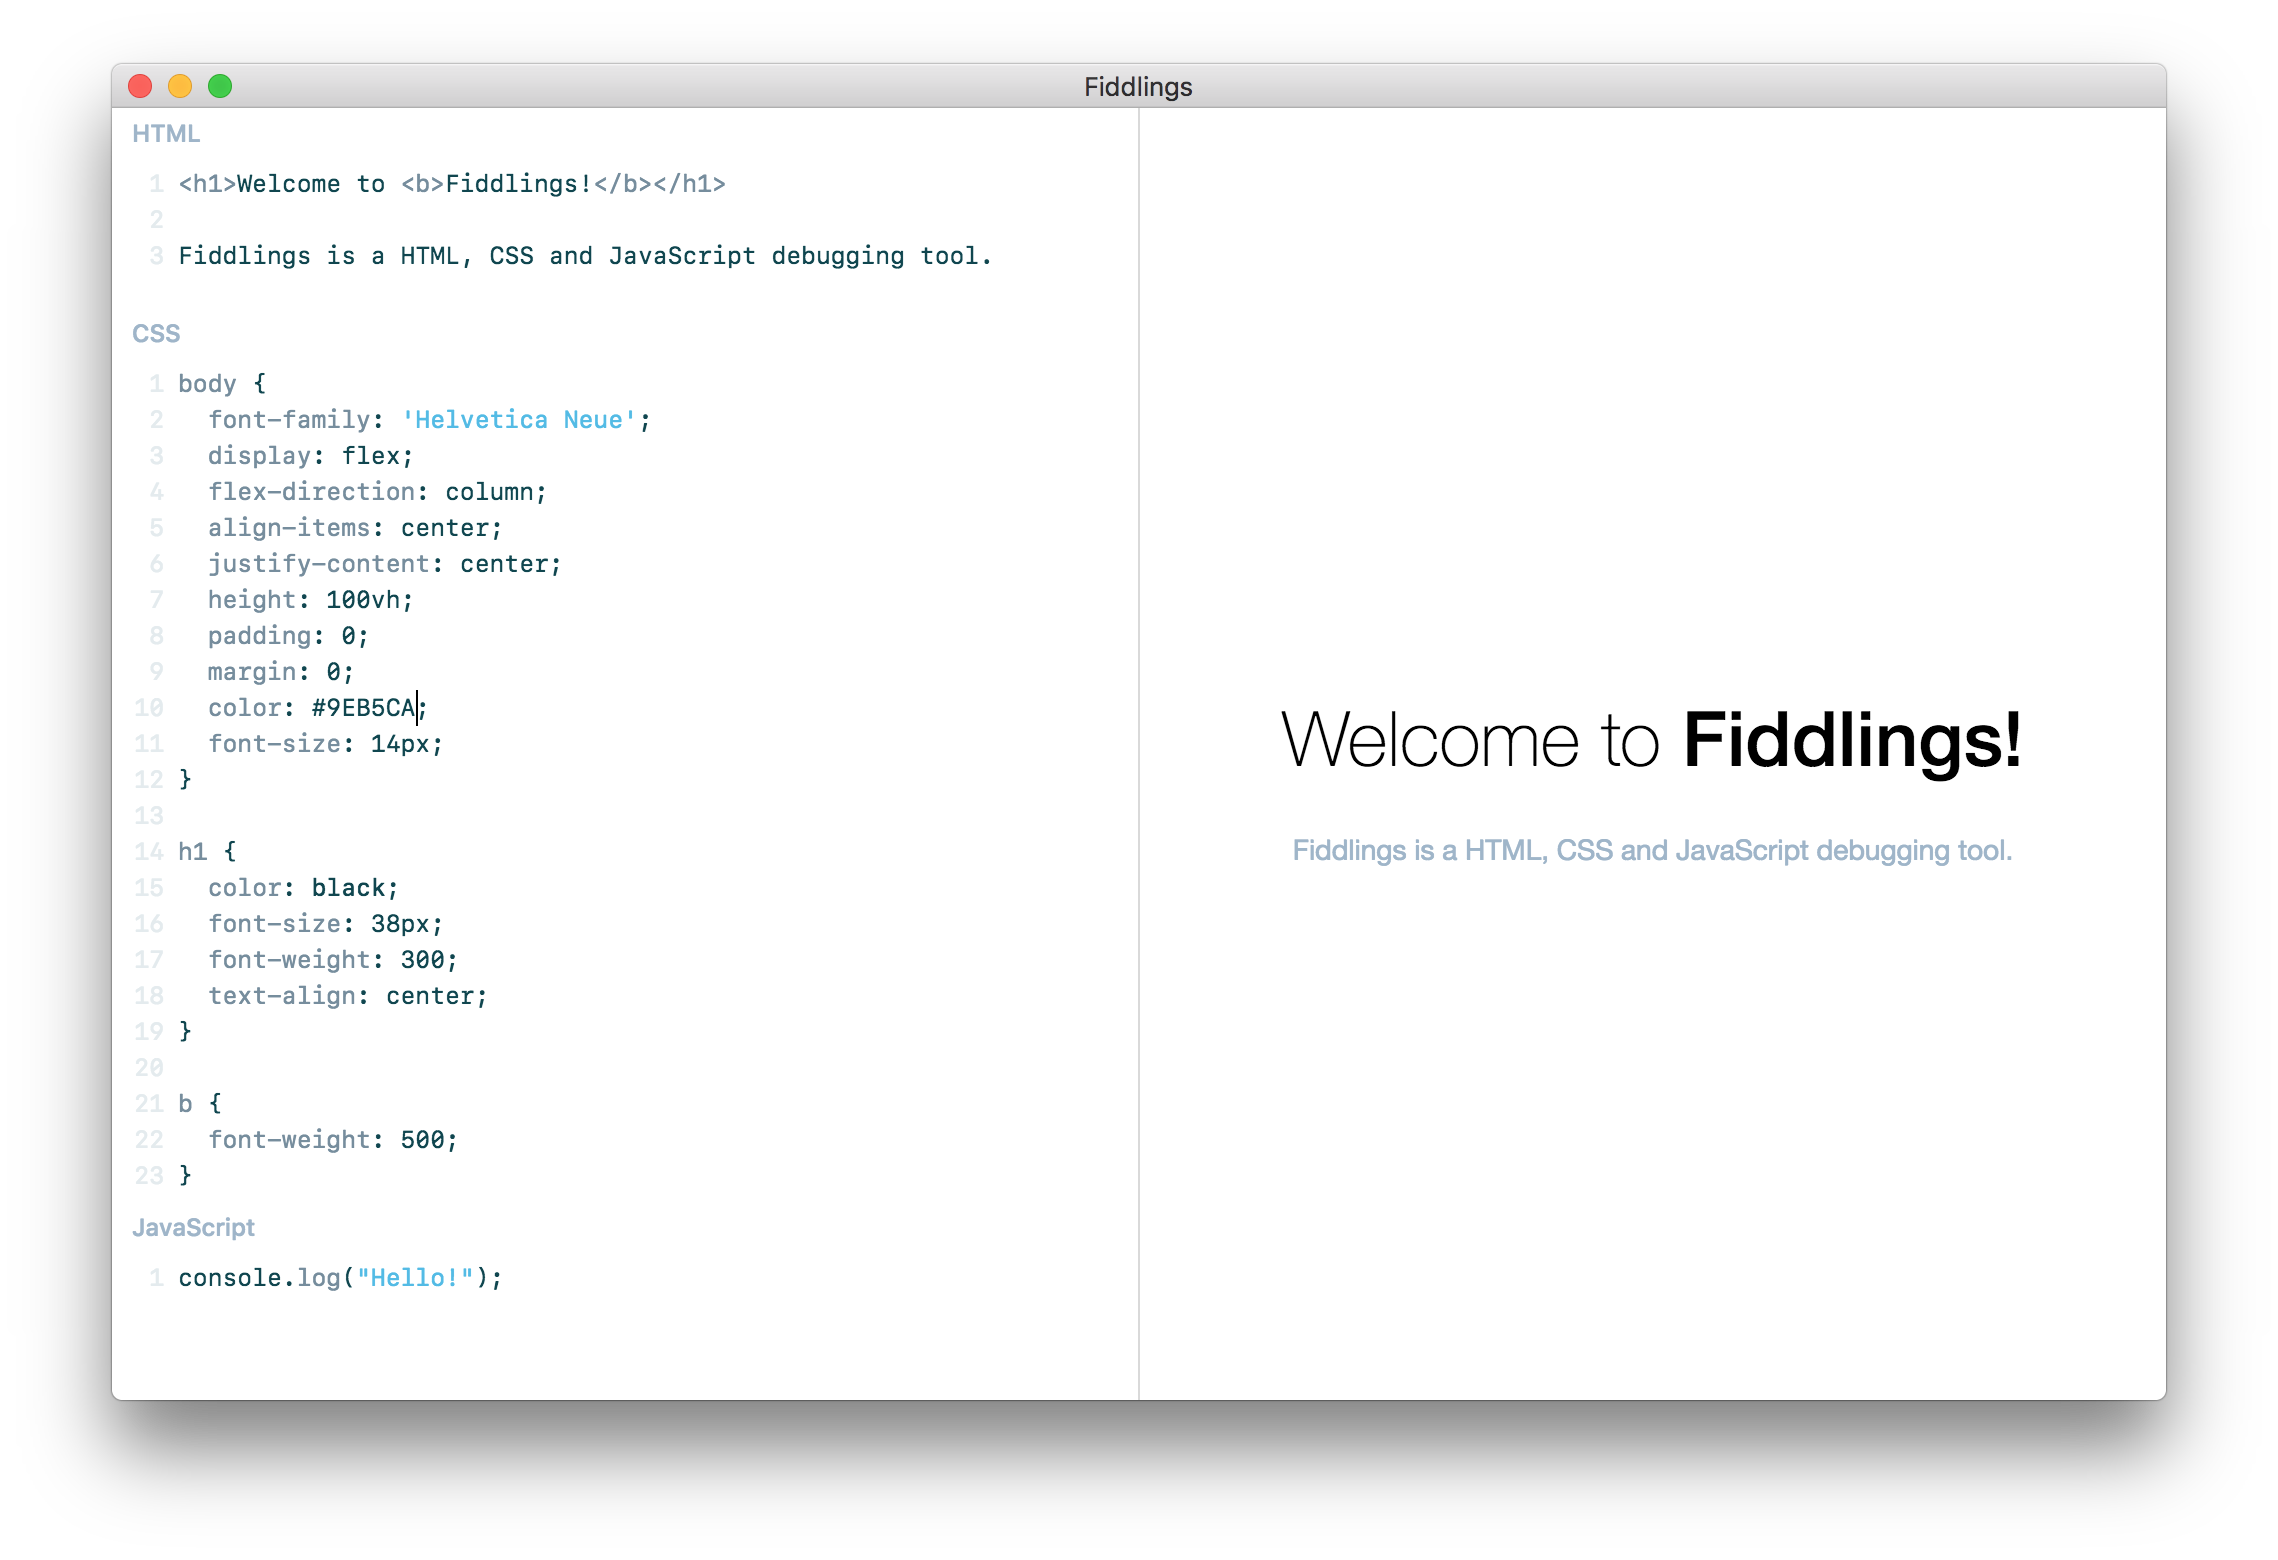 Fiddlings
HTML
1 <h1>Welcome to <b>Fiddlings!</b></h1>
2
3 Fiddlings is a HTML, CSS and JavaScript debugging tool.
CSS
1 body {
2   font-family: 'Helvetica Neue';
3   display: flex;
4   flex-direction: column;
5   align-items: center;
6   justify-content: center;
7   height: 100vh;
8   padding: 0;
9   margin: 0;
10   color: #9EB5CA;
11   font-size: 14px;
12 }
13
14 h1 {
15   color: black;
16   font-size: 38px;
17   font-weight: 300;
18   text-align: center;
19 }
20
21 b {
22   font-weight: 500;
23 }
JavaScript
1 console.log("Hello!");
Welcome to Fiddlings!
Fiddlings is a HTML, CSS and JavaScript debugging tool.